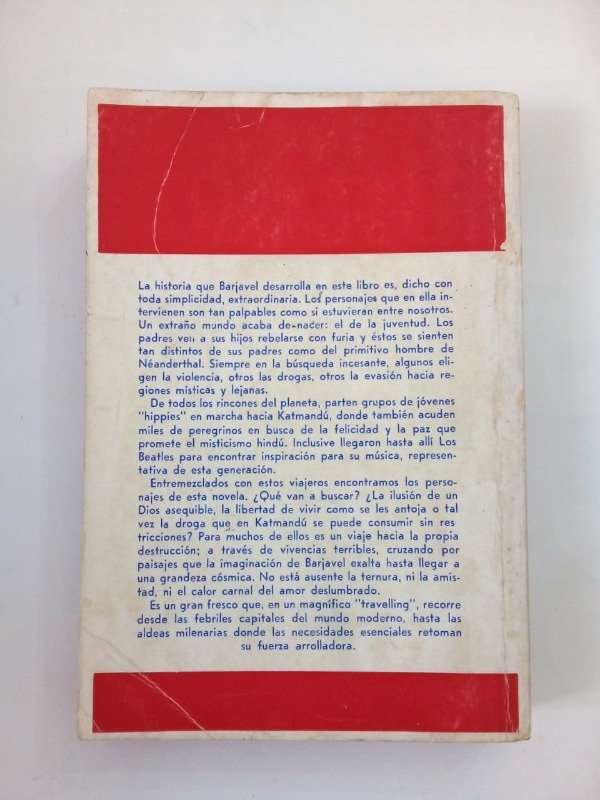 La historia que Barjavel desarrolla en este libro es, dicho con
toda simplicidad, extraordinaria. Los personajes que en ella in-
tervienen son tan palpables como si estuvieran entre nosotros.
Un extraño mundo acaba de nacer: el de la juventud. Los
padres ven a sus hijos rebelarse con furia y éstos se sienten
tan distintos de sus padres como del primitivo hombre de
Néanderthal. Siempre en la búsqueda incesante, algunos eli-
gen la violencia, otros las drogas, otros la evasión hacia re-
giones místicas y lejanas.
De todos los rincones del planeta, parten grupos de jóvenes
"hippies" en marcha hacia Katmandú, donde también acuden
miles de peregrinos en busca de la felicidad y la paz que
promete el misticismo hindú. Inclusive llegaron hasta allí Los
Beatles para encontrar inspiración para su música, represen-
tativa de esta generación.
Entremezclados con estos viajeros encontramos los perso-
najes de esta novela. ¿Qué van a buscar? ¿La ilusión de un
Dios asequible, la libertad de vivir como se les antoja o tal
vez la droga que en Katmandú se puede consumir sin res
tricciones? Para muchos de ellos es un viaje hacia la propia
destrucción; a través de vivencias terribles, cruzando por
paisajes que la imaginación de Barjavel exalta hasta llegar a
una grandeza cósmica. No está ausente la ternura, ni la amis-
tad, ni el calor carnal del amor deslumbrado.
Es un gran fresco que, en un magnífico "travelling", recorre
desde las febriles capitales del mundo moderno, hasta las
aldeas milenarias donde las necesidades esenciales retoman
su fuerza arrolladora.